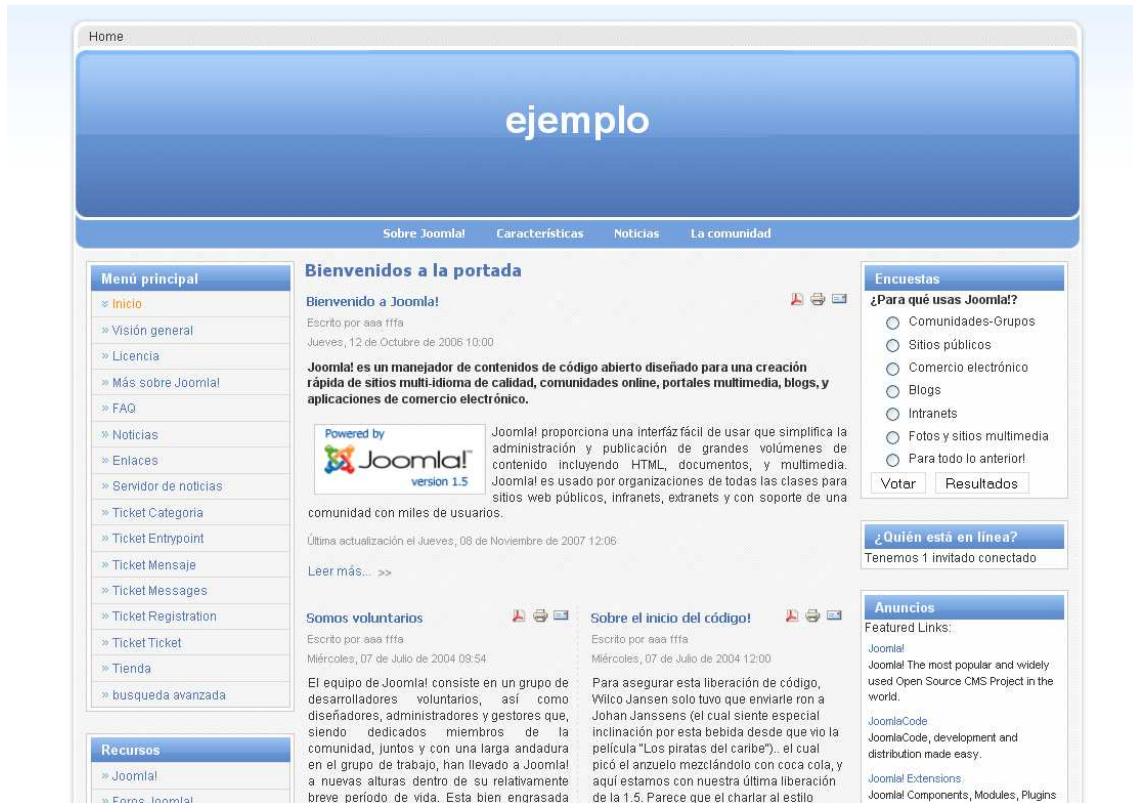 Home
ejemplo
Sobre Joomla! Características Noticias La comunidad
Menú principal
» Inicio
» Visión general
» Licencia
» Más sobre Joomla!
» FAQ
» Noticias
» Enlaces
» Servidor de noticias
» Ticket Categoria
» Ticket Entrypoint
» Ticket Mensaje
» Ticket Messages
» Ticket Registration
» Ticket Ticket
» Tienda
» busqueda avanzada
Recursos
» Joomla!
» Foros Joomla!
Bienvenidos a la portada
Bienvenido a Joomla!
Escrito por aaa fffa
Jueves, 12 de Octubre de 2006 10:00
Joomla! es un manejador de contenidos de código abierto diseñado para una creación
rápida de sitios multi-idioma de calidad, comunidades online, portales multimedia, blogs, y
aplicaciones de comercio electrónico.
Powered by
Joomla!
version 1.5
Joomla! proporciona una interfáz fácil de usar que simplifica la
administración y publicación de grandes volúmenes de
contenido incluyendo HTML, documentos, y multimedia.
Joomla! es usado por organizaciones de todas las clases para
sitios web públicos, infranets, extranets y con soporte de una
comunidad con miles de usuarios.
Última actualización el Jueves, 08 de Noviembre de 2007 12:06
Leer más... >>
Somos voluntarios
Escrito por aaa fffa
Miércoles, 07 de Julio de 2004 09:54
El equipo de Joomla! consiste en un grupo de
desarrolladores voluntarios, así como
diseñadores, administradores y gestores que,
siendo dedicados miembros de la
comunidad, juntos y con una larga andadura
en el grupo de trabajo, han llevado a Joomla!
a nuevas alturas dentro de su relativamente
breve período de vida. Esta bien engrasada
Sobre el inicio del código!
Escrito por aaa fffa
Miércoles, 07 de Julio de 2004 12:00
Para asegurar esta liberación de código,
Wilco Jansen solo tuvo que enviarle ron a
Johan Janssens (el cual siente especial
inclinación por esta bebida desde que vio la
película "Los piratas del caribe").. el cual
picó el anzuelo mezclándolo con coca cola, y
aquí estamos con nuestra última liberación
de la 1.5. Parece que el charlar al estilo
Encuestas
¿Para qué usas Joomla!?
Comunidades-Grupos
Sitios públicos
Comercio electrónico
Blogs
Intranets
Fotos y sitios multimedia
Para todo lo anterior!
Votar Resultados
¿Quién está en línea?
Tenemos 1 invitado conectado
Anuncios
Featured Links:
Joomla!
Joomla! The most popular and widely
used Open Source CMS Project in the
world.
JoomlaCode
JoomlaCode, development and
distribution made easy.
Joomla! Extensions
Joomla! Components, Modules, Plugins